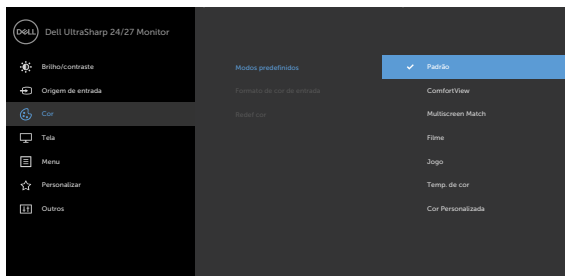 DELL
Dell UltraSharp 24/27 Monitor
Brilho/contraste
Origem de entrada
Cor
Tela
Menu
Personalizar
Outros
Modos predefinidos
Formato de cor de entrada
Redef cor
Padrão
ComfortView
Multiscreen Match
Filme
Jogo
Temp. de cor
Cor Personalizada